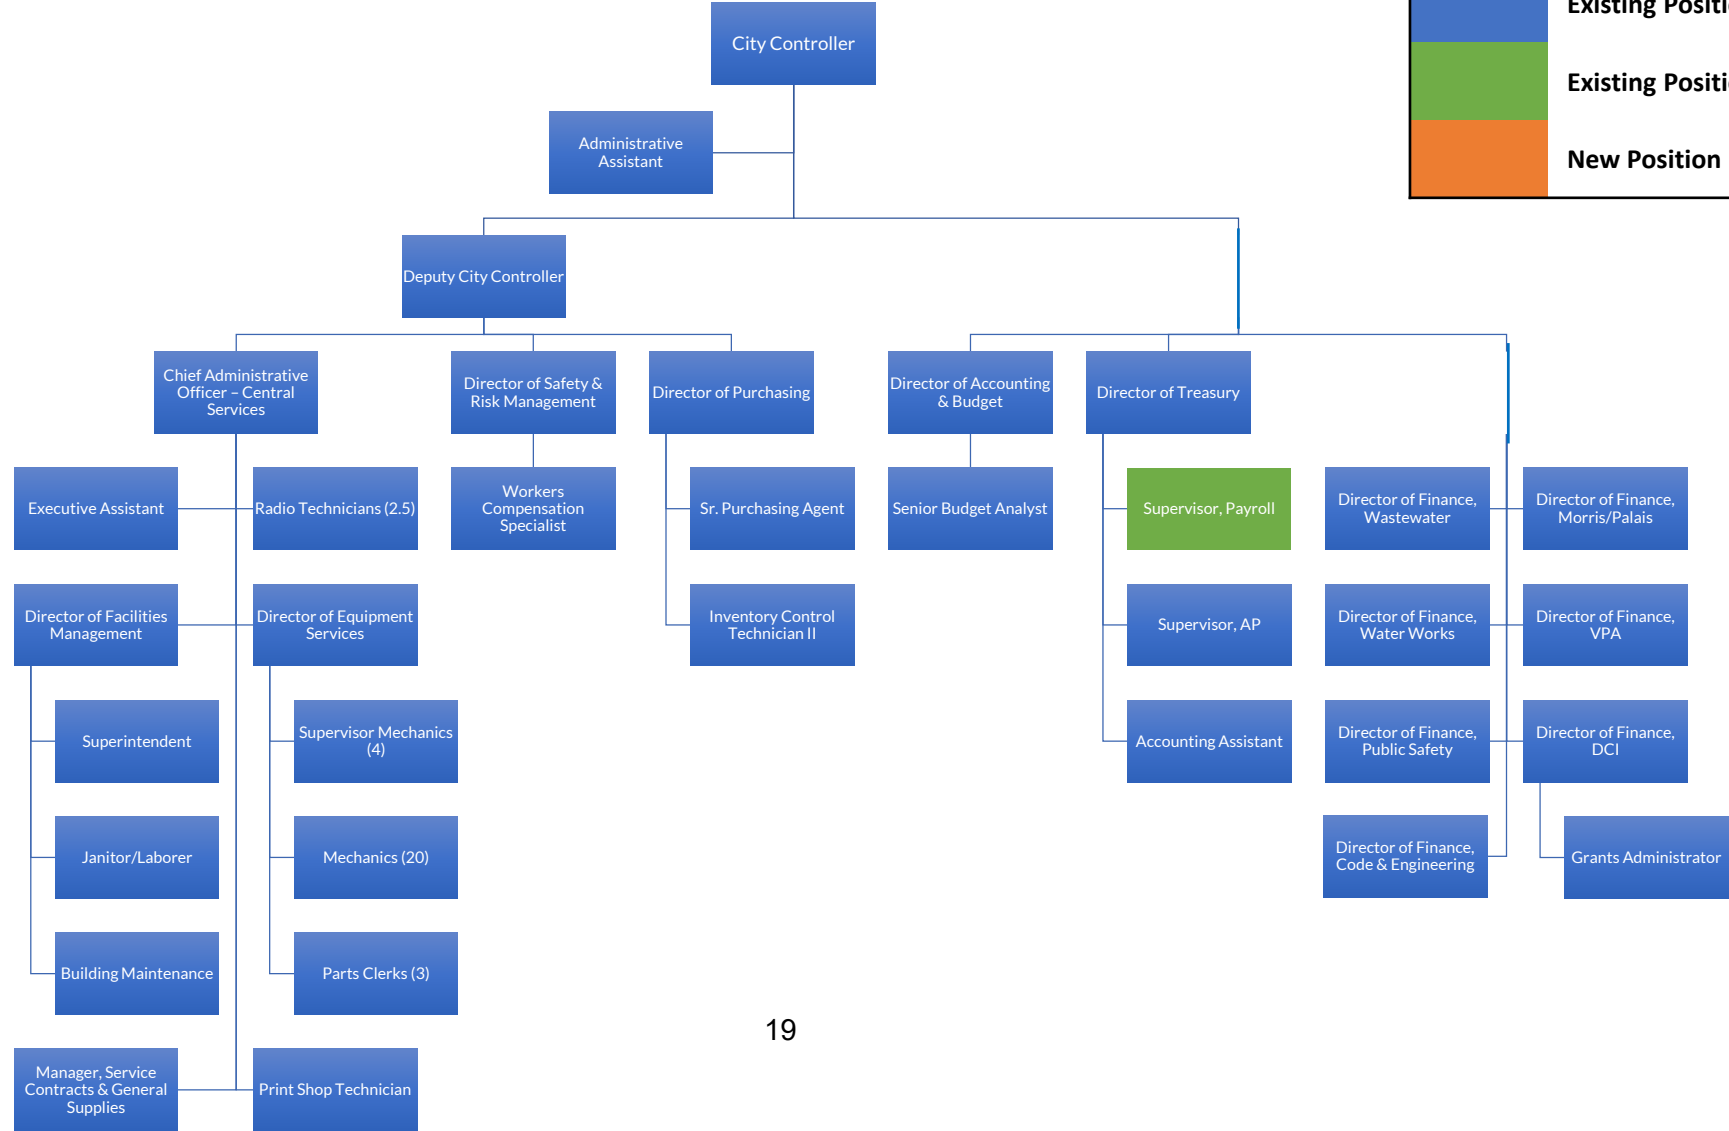 City Controller
Existing Positi
Existing Positi
New Position
Administrative
Assistant
Deputy City Controller
Chief Administrative
Officer – Central
Services
Director of Safety &
Risk Management
Director of Purchasing
Director of Accounting
& Budget
Director of Treasury
Executive Assistant
Radio Technicians (2.5)
Workers
Compensation
Specialist
Sr. Purchasing Agent
Senior Budget Analyst
Supervisor, Payroll
Director of Finance,
Wastewater
Director of Finance,
Morris/Palais
Director of Facilities
Management
Director of Equipment
Services
Inventory Control
Technician II
Supervisor, AP
Director of Finance,
Water Works
Director of Finance,
VPA
Superintendent
Supervisor Mechanics
(4)
Accounting Assistant
Director of Finance,
Public Safety
Director of Finance,
DCI
Janitor/Laborer
Mechanics (20)
Director of Finance,
Code & Engineering
Grants Administrator
Building Maintenance
Parts Clerks (3)
19
Manager, Service
Contracts & General
Supplies
Print Shop Technician